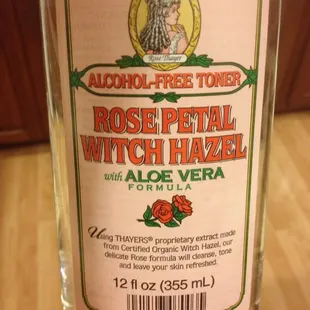 Rose Thayer
ALCOHOL-FREE TONER
ROSE PETAL
WITCH HAZEL
with ALOE VERA
FORMULA
Using THAYERS® proprietary extract made
from Certified Organic Witch Hazel, our
delicate Rose formula will cleanse, tone
and leave your skin refreshed.
12 fl oz (355 mL)